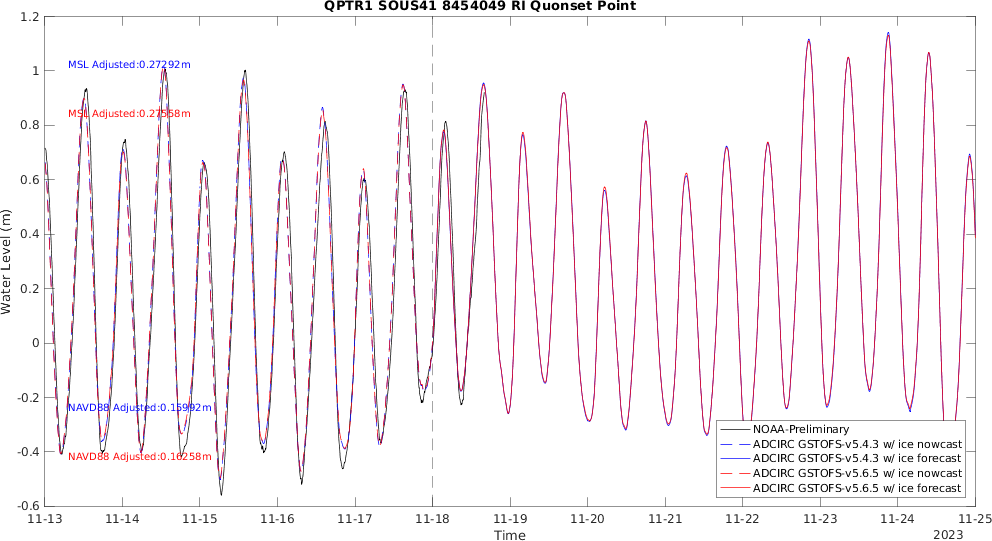 QPTR1 SOUS41 8454049 RI Quonset Point
Water Level (m)
1.2
1
0.8
0.6
0.4
0.2
0
-0.2
-0.4
-0.6
MSL Adjusted:0.27292m
MSL Adjusted:0.27558m
NAVD88 Adjusted:0.15992m
NAVD88 Adjusted:0.16258m
NOAA-Preliminary
ADCIRC GSTOFS-v5.4.3 w/ ice nowcast
ADCIRC GSTOFS-v5.4.3 w/ ice forecast
ADCIRC GSTOFS-v5.6.5 w/ ice nowcast
ADCIRC GSTOFS-v5.6.5 w/ ice forecast
11-13 11-14 11-15 11-16 11-17 11-18 11-19 11-20 11-21 11-22 11-23 11-24 11-25
Time
2023